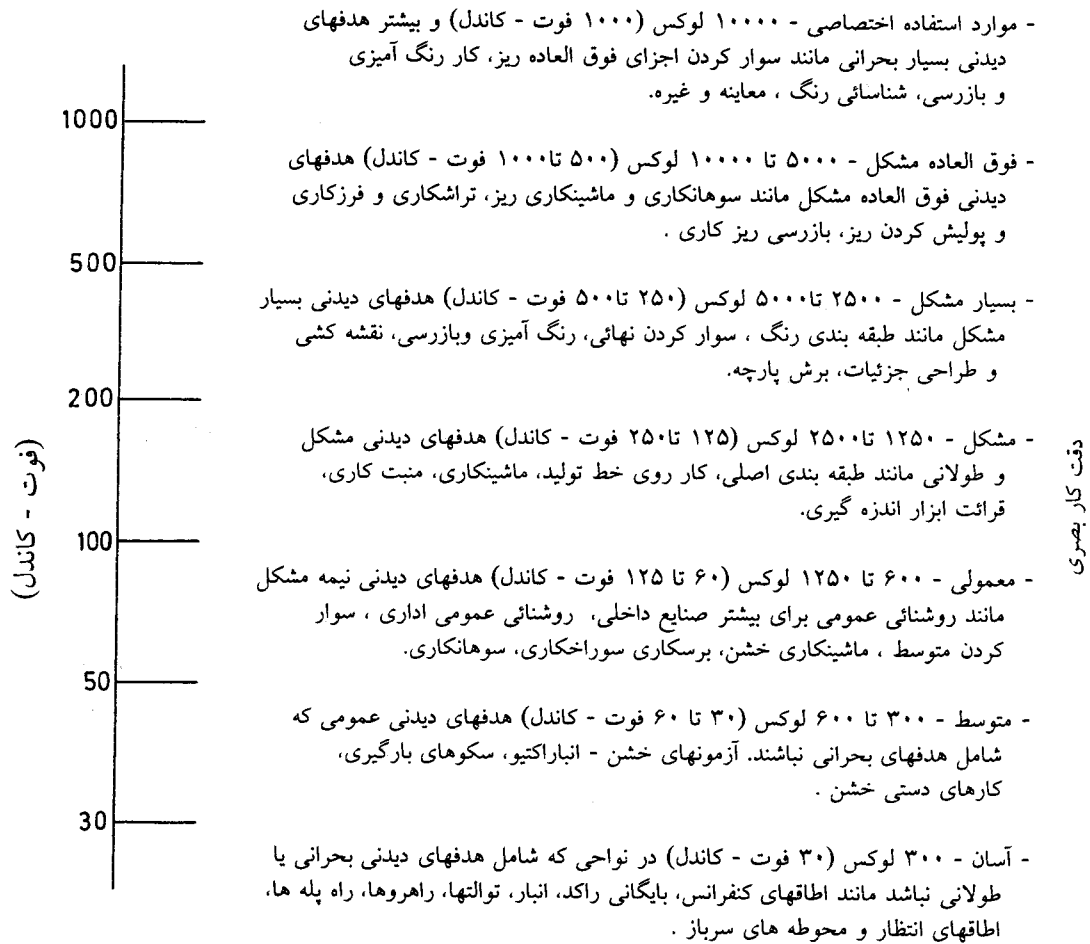 - موارد استفاده اختصاصی - ۱۰۰۰۰ لوکس (۱۰۰۰ فوت - کاندل) و بیشتر هدفهای
دیدنی بسیار بحرانی مانند سوار کردن اجزای فوق العاده ریز، کار رنگ آمیزی
و بازرسی، شناسائی رنگ ، معاینه و غیره.
1000
- فوق العاده مشکل - ۵۰۰۰ تا ۱۰۰۰۰ لوکس (۵۰۰ تا۱۰۰۰ فوت - کاندل) هدفهای
دیدنی فوق العاده مشکل مانند سوهانکاری و ماشینکاری ریز، تراشکاری و فرزکاری
و پولیش کردن ریز، بازرسی ریز کاری .
500
- بسیار مشکل - ۲۵۰۰ تا۵۰۰۰ لوکس (۲۵۰ تا۵۰۰ فوت - کاندل) هدفهای دیدنی بسیار
مشکل مانند طبقه بندی رنگ ، سوار کردن نهائی، رنگ آمیزی وبازرسی، نقشه کشی
و طراحی جزئیات، برش پارچه.
200
- مشکل - ۱۲۵۰ تا۲۵۰۰ لوکس (۱۲۵ تا۲۵۰ فوت - کاندل) هدفهای دیدنی مشکل
و طولانی مانند طبقه بندی اصلی، کار روی خط تولید، ماشینکاری، منبت کاری،
قرائت ابزار اندزه گیری.
دقت کار بصری
(فوت - کاندل)
100
- معمولی - ۶۰۰ تا ۱۲۵۰ لوکس (۶۰ تا ۱۲۵ فوت - کاندل) هدفهای دیدنی نیمه مشکل
مانند روشنائی عمومی برای بیشتر صنایع داخلی، روشنائی عمومی اداری ، سوار
کردن متوسط ، ماشینکاری خشن، برسکاری سوراخکاری، سوهانکاری.
50
- متوسط - ۳۰۰ تا ۶۰۰ لوکس (۳۰ تا ۶۰ فوت - کاندل) هدفهای دیدنی عمومی که
شامل هدفهای بحرانی نباشند. آزمونهای خشن - انباراکتیو، سکوهای بارگیری،
کارهای دستی خشن .
30
- آسان - ۳۰۰ لوکس (۳۰ فوت - کاندل) در نواحی که شامل هدفهای دیدنی بحرانی یا
طولانی نباشد مانند اطاقهای کنفرانس، بایگانی راکد، انبار، توالتها، راهروها، راه پله ها،
اطاقهای انتظار و محوطه های سرباز .